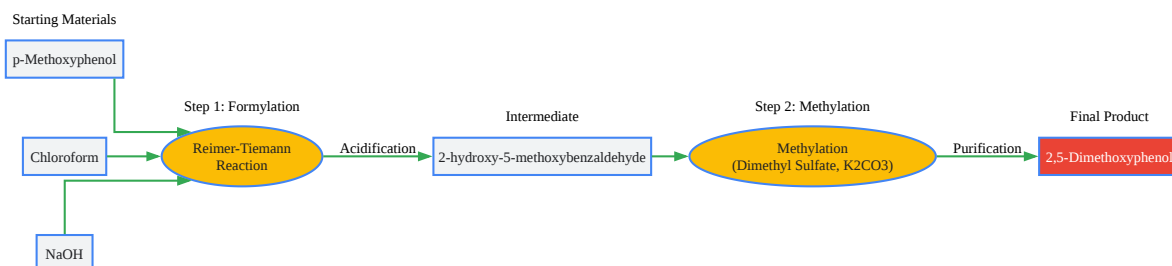 Starting Materials
p-Methoxyphenol
Chloroform
NaOH
Step 1: Formylation
Reimer-Tiemann
Reaction
Acidification
Intermediate
2-hydroxy-5-methoxybenzaldehyde
Step 2: Methylation
Methylation
(Dimethyl Sulfate, K2CO3)
Purification
Final Product
2,5-Dimethoxyphenol